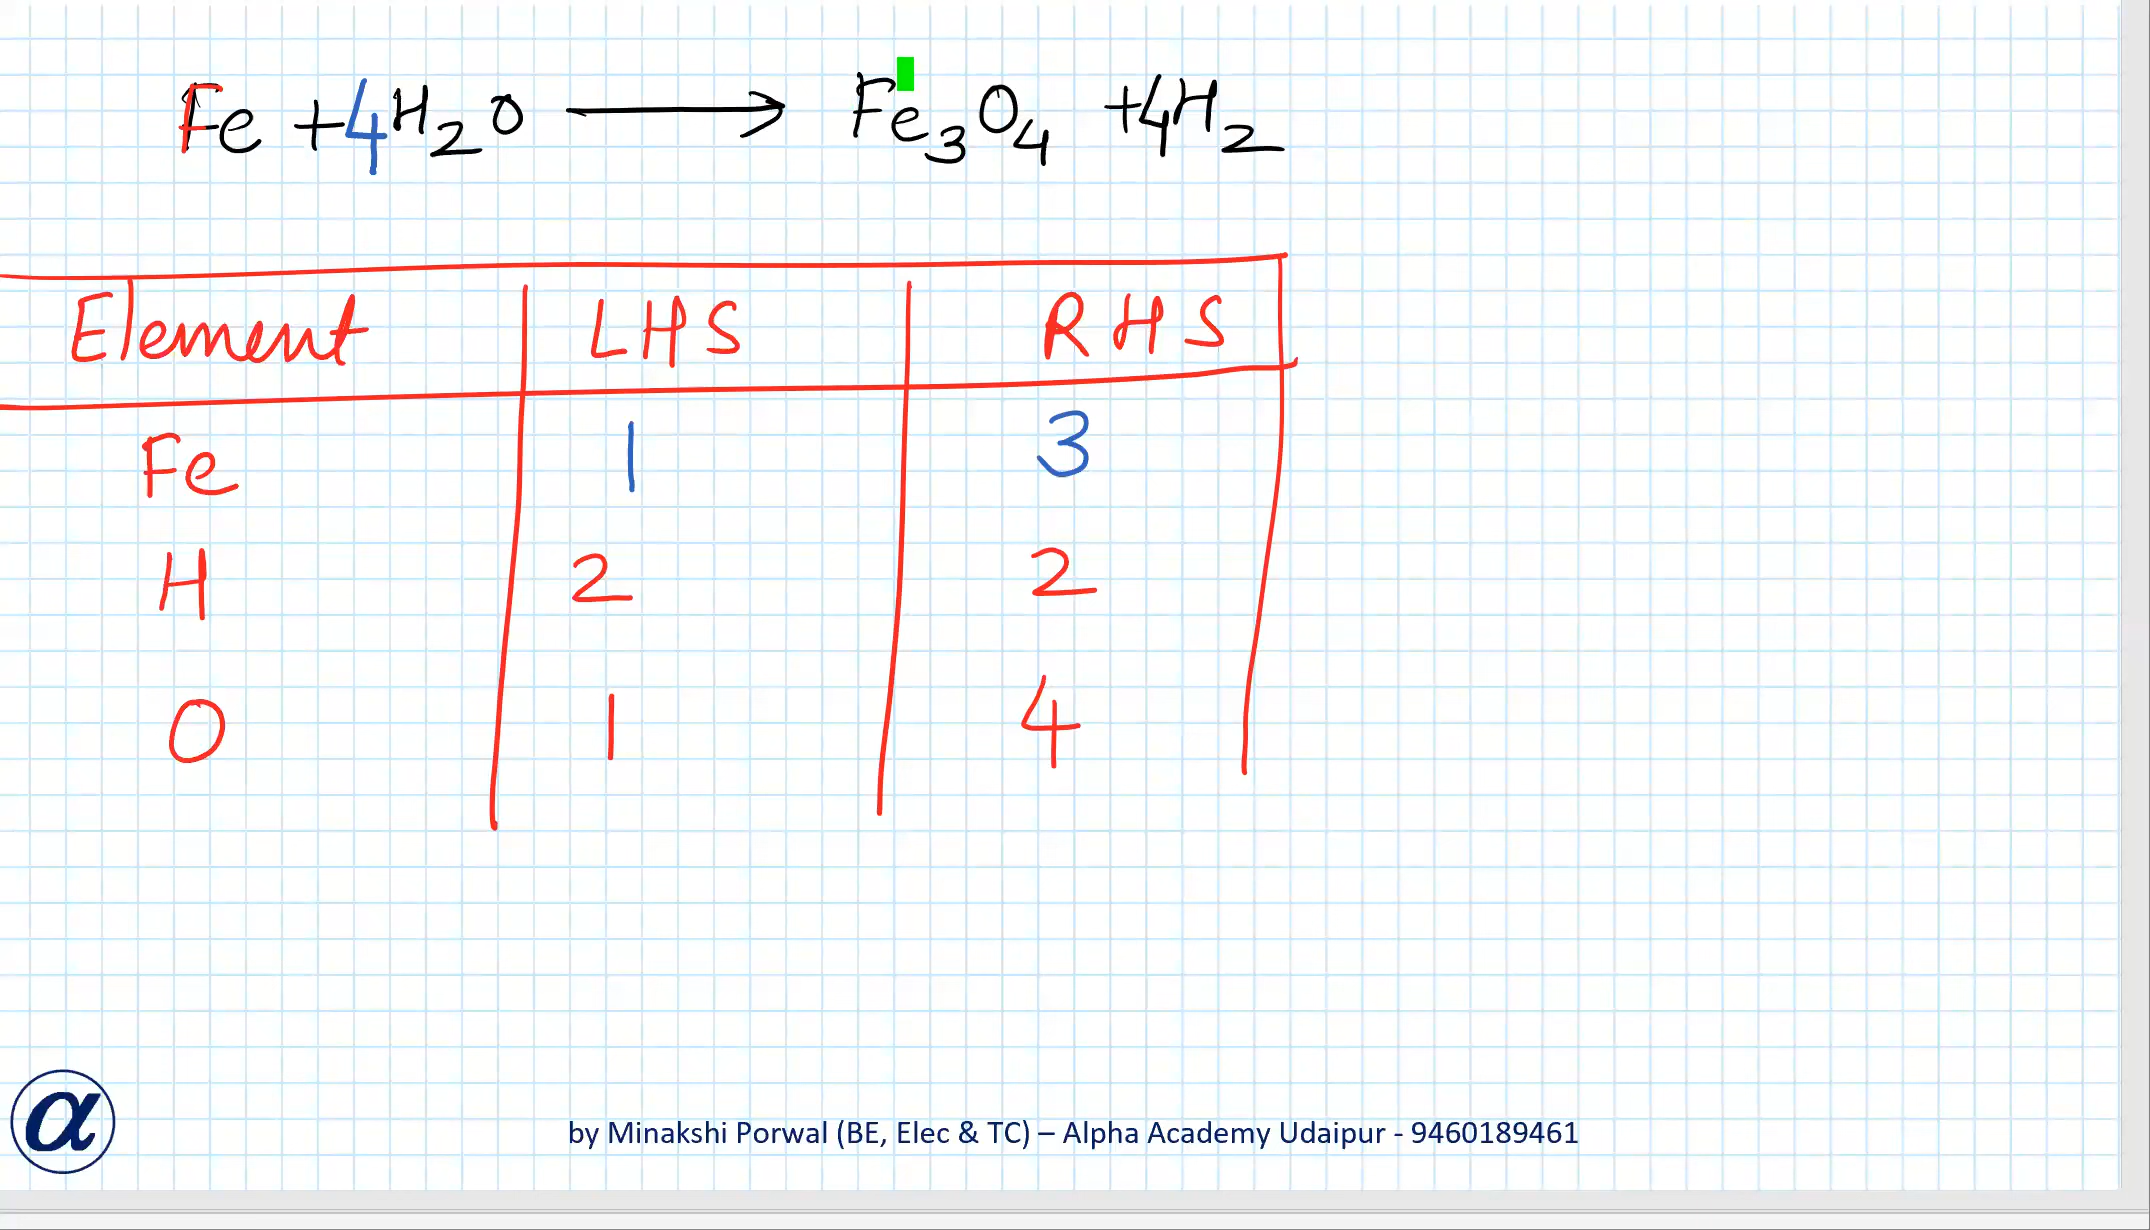 Fe + 4H₂O ⟶ Fe₃O₄ + 4H₂
Element LHS RHS
Fe 1 3
H 2 2
O 1 4
α
by Minakshi Porwal (BE, Elec & TC) – Alpha Academy Udaipur - 9460189461